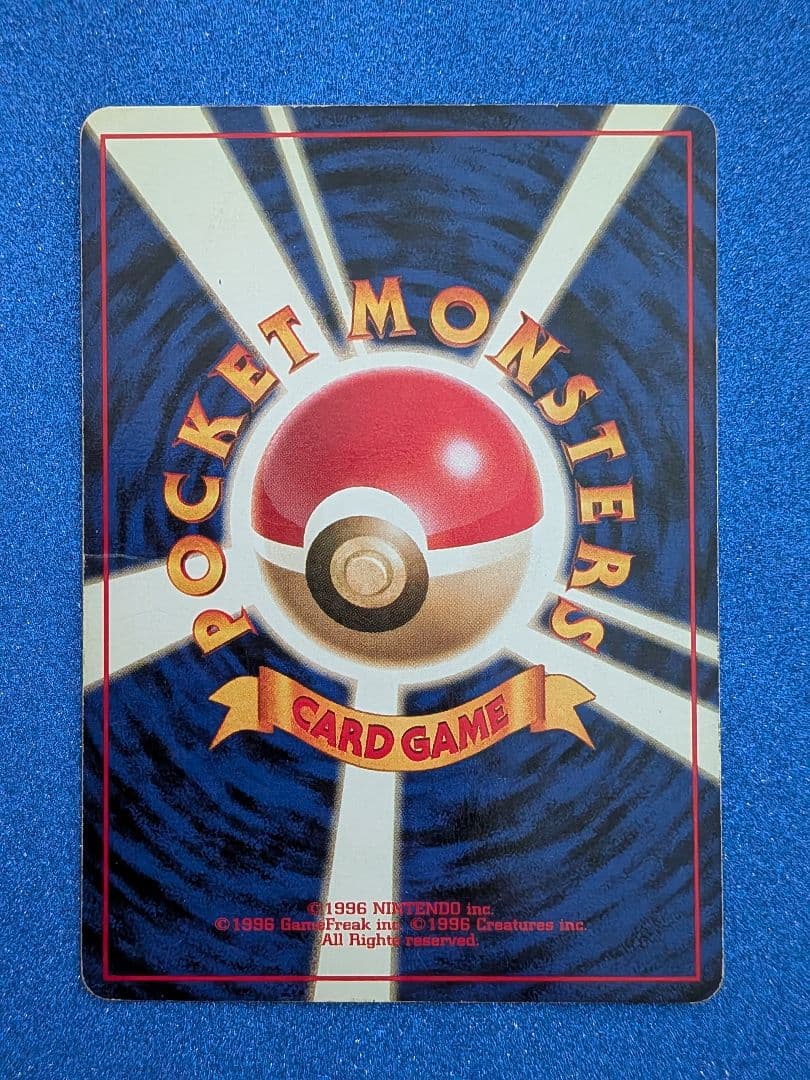 POCKET MONSTERS
CARD GAME
©1996 NINTENDO inc.
©1996 GameFreak inc. ©1996 Creatures inc.
All Rights reserved.